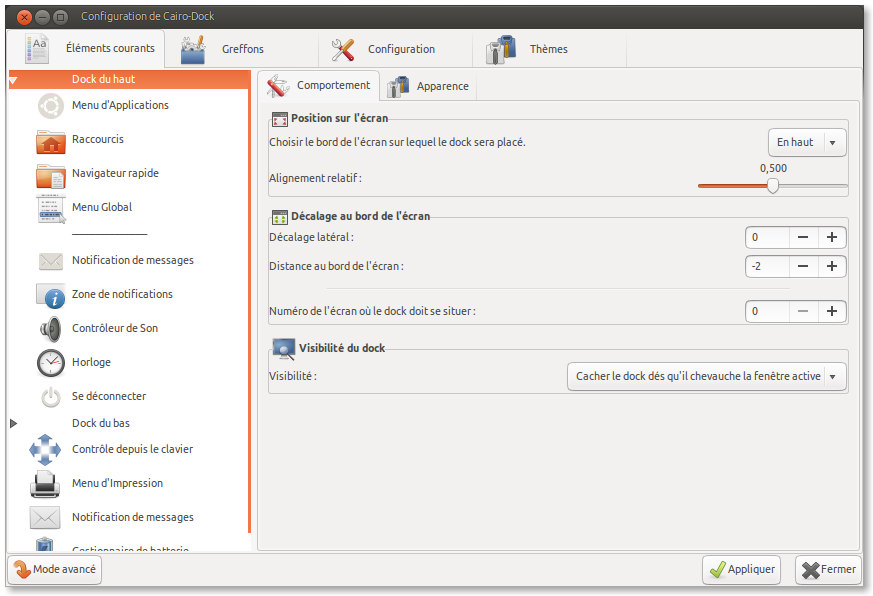 Configuration de Cairo-Dock
Éléments courants
Greffons
Configuration
Thèmes
Dock du haut
Menu d'Applications
Raccourcis
Navigateur rapide
Menu Global
Notification de messages
Zone de notifications
Contrôleur de Son
Horloge
Se déconnecter
Dock du bas
Contrôle depuis le clavier
Menu d'Impression
Notification de messages
Gestionnaire de batterie
Comportement
Apparence
Position sur l'écran
Choisir le bord de l'écran sur lequel le dock sera placé.
En haut
0,500
Alignement relatif :
Décalage au bord de l'écran
Décalage latéral :
0
Distance au bord de l'écran :
-2
Numéro de l'écran où le dock doit se situer :
0
Visibilité du dock
Visibilité :
Cacher le dock dés qu'il chevauche la fenêtre active
Mode avancé
Appliquer
Fermer